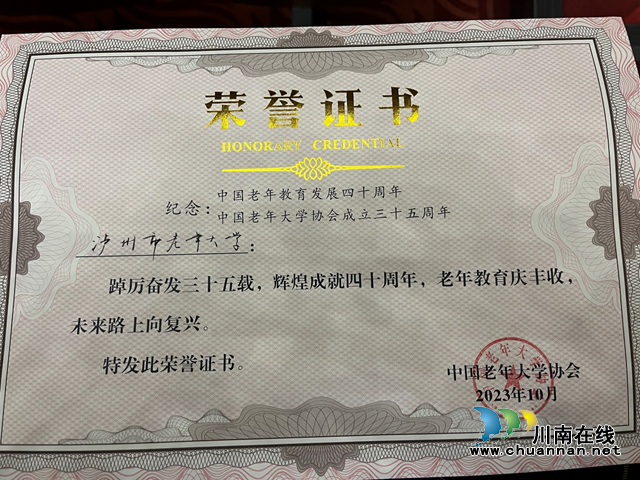 荣誉证书
HONORARY CREDENTIAL
纪念:
中国老年教育发展四十周年
中国老年大学协会成立三十五周年
泸州市老年大学:
踔厉奋发三十五载,辉煌成就四十周年,老年教育庆丰收,
未来路上向复兴。
特发此荣誉证书。
中国老年大学协会
2023年10月
川南在线
www.chuannan.net